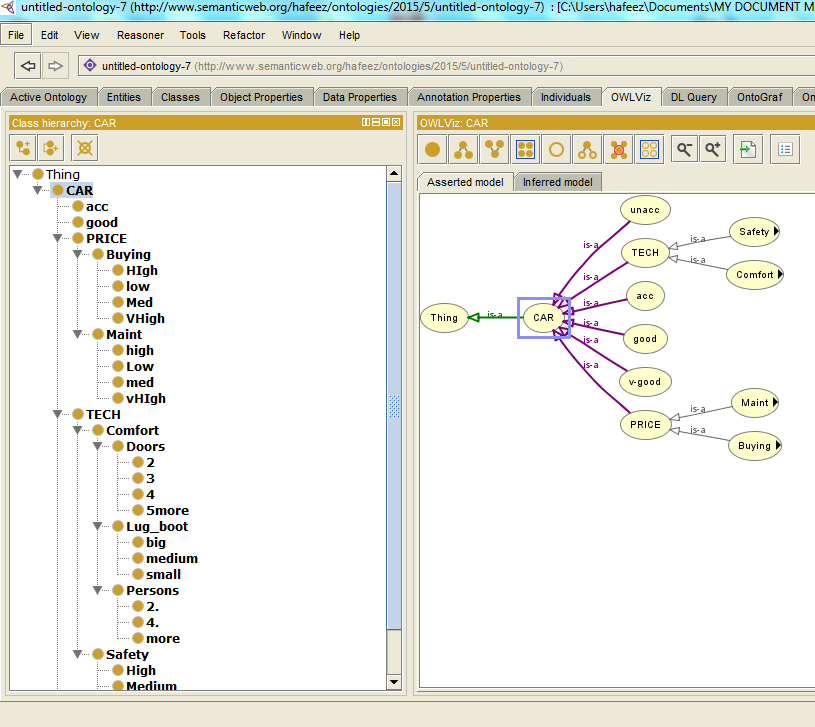 untitled-ontology-7 (http://www.semanticweb.org/hafeez/ontologies/2015/5/untitled-ontology-7) : [C:\Users\hafeez\Documents\MY DOCUMENT M
File Edit View Reasoner Tools Refactor Window Help
untitled-ontology-7 (http://www.semanticweb.org/hafeez/ontologies/2015/5/untitled-ontology-7)
Active Ontology Entities Classes Object Properties Data Properties Annotation Properties Individuals OWLViz DL Query OntoGraf On
Class hierarchy: CAR
Thing
CAR
acc
good
PRICE
Buying
HIgh
low
Med
VHigh
Maint
high
Low
med
vHIgh
TECH
Comfort
Doors
2
3
4
5more
Lug_boot
big
medium
small
Persons
2.
4.
more
Safety
High
Medium
OWLViz: CAR
Asserted model Inferred model
unacc
is-a
TECH
is-a
Safety
is-a
Comfort
is-a
acc
is-a
Thing
is-a
CAR
is-a
good
is-a
v-good
is-a
PRICE
is-a
Maint
is-a
Buying